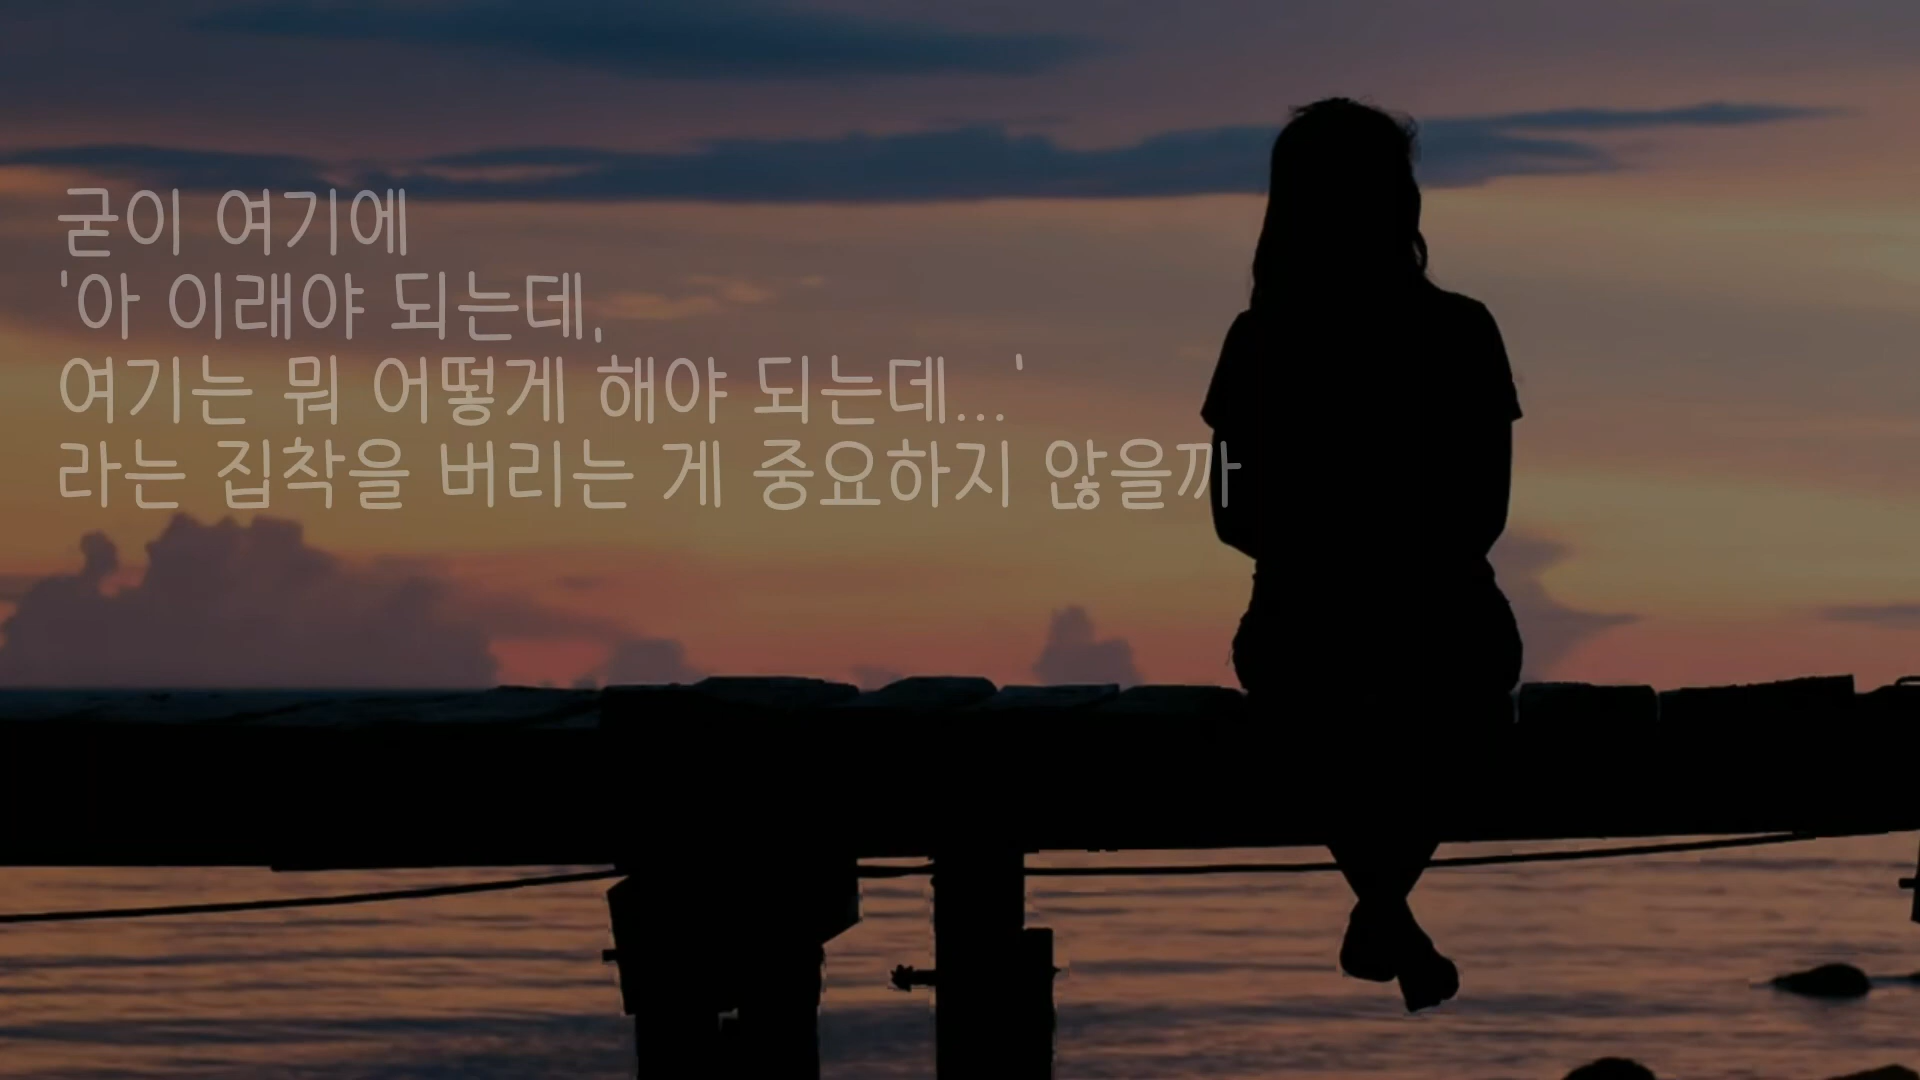 굳이 여기에
'아 이래야 되는데,
여기는 뭐 어떻게 해야 되는데... '
라는 집착을 버리는 게 중요하지 않을까